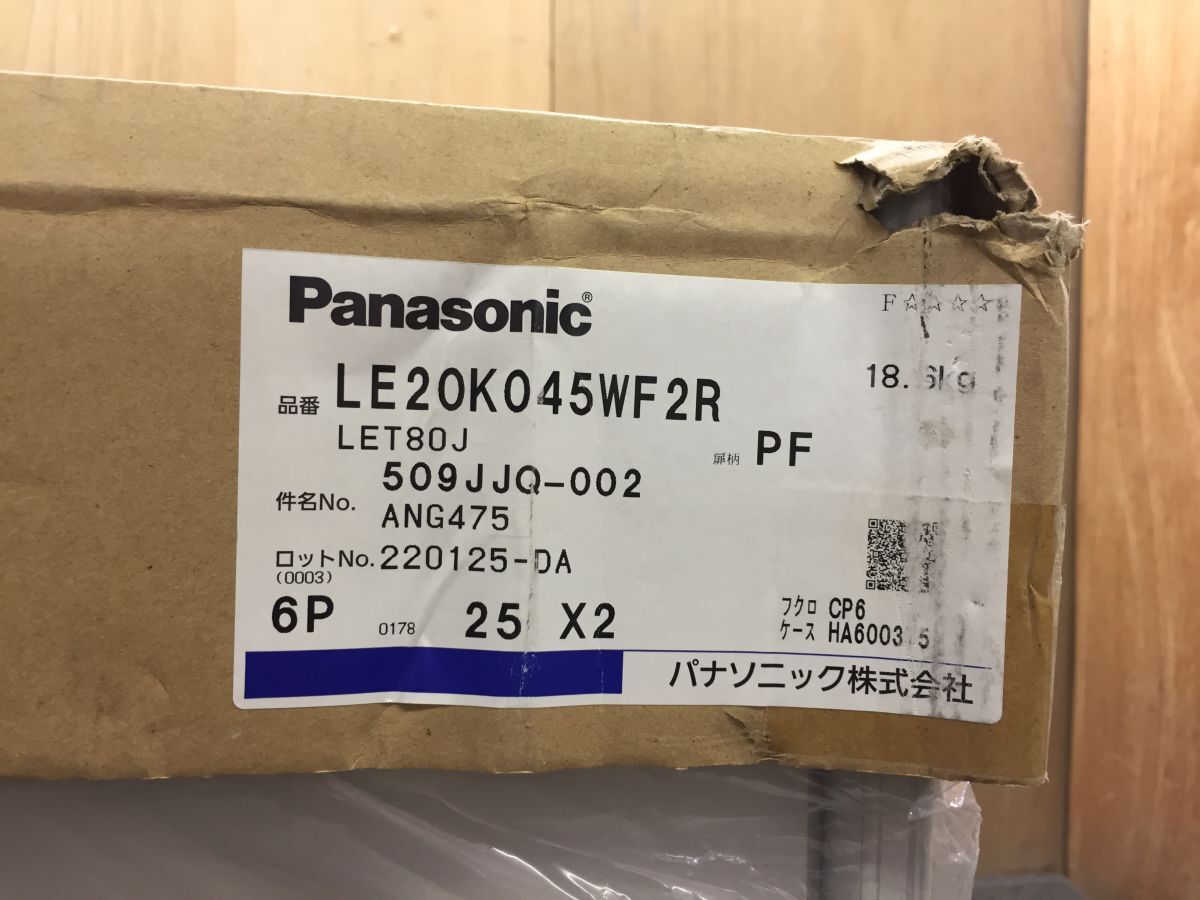 Panasonic®
F☆☆☆☆
品番 LE20K045WF2R
18.6kg
LET80J
扉柄 PF
509JJQ-002
件名No.
ANG475
ロットNo. 220125-DA
(0003)
6P 0178 25 X2
フクロ CP6
ケース HA600315
パナソニック株式会社